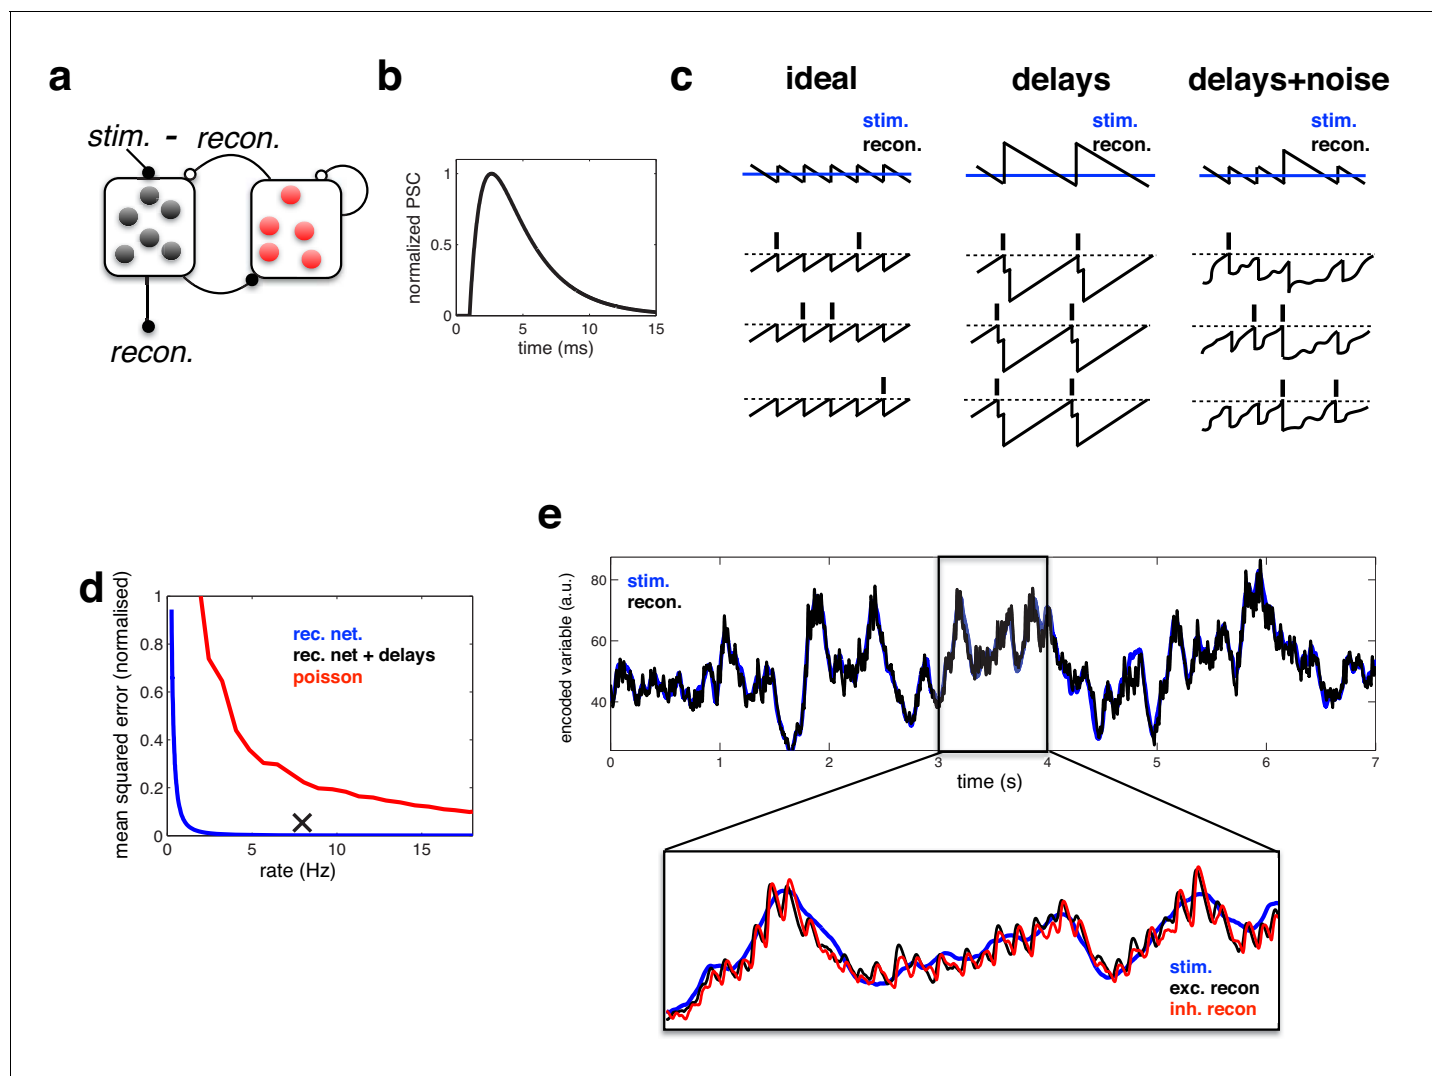 a
stim. - recon.
recon.
b
normalized PSC
1
0.5
0
0 5 10 15
time (ms)
c
ideal
delays
delays+noise
stim.
recon.
stim.
recon.
stim.
recon.
d
mean squared error (normalised)
1
0.8
0.6
0.4
0.2
0
rec. net.
rec. net + delays
poisson
0 5 10 15
rate (Hz)
e
encoded variable (a.u.)
80
60
40
stim.
recon.
0 1 2 3 4 5 6 7
time (s)
stim.
exc. recon
inh. recon